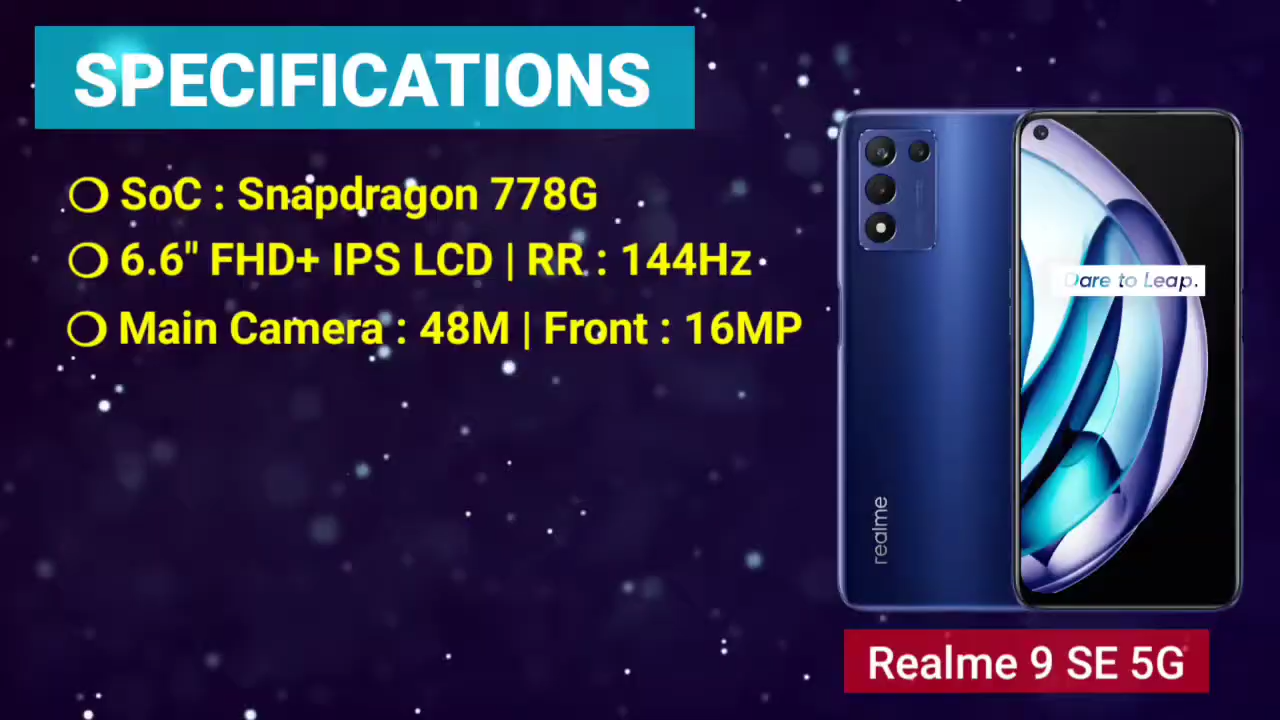 SPECIFICATIONS
SoC : Snapdragon 778G
6.6" FHD+ IPS LCD | RR : 144Hz
Main Camera : 48M | Front : 16MP
Dare to Leap.
realme
Realme 9 SE 5G